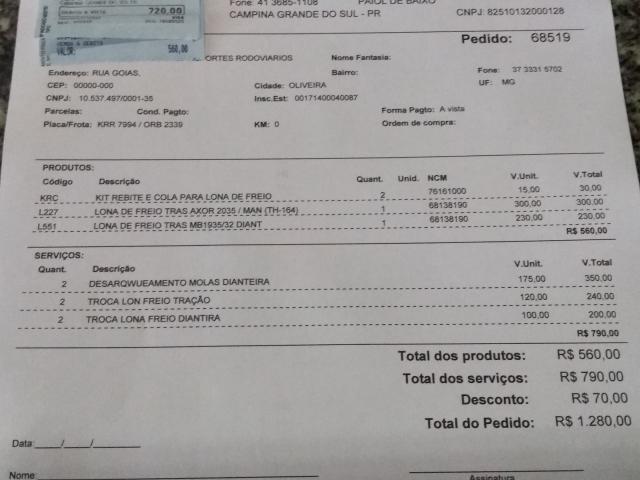 Fone: 41 3685-1108 PAIOL DE BAIXO
CAMPINA GRANDE DO SUL - PR CNPJ: 82510132000128
720,00
VENDA A DEBITO
VALOR: 560,00
Pedido: 68519
ORTES RODOVIARIOS Nome Fantasia:
Endereço: RUA GOIAS, Bairro: Fone: 37 3331 5702
CEP: 00000-000 Cidade: OLIVEIRA UF: MG
CNPJ: 10.537.497/0001-35 Insc.Est: 00171400040087
Parcelas: Cond. Pagto: Forma Pagto: A vista
Placa/Frota: KRR 7994 / ORB 2339 KM: 0 Ordem de compra:
PRODUTOS:
Código Descrição Quant. Unid. NCM V.Unit. V.Total
KRC KIT REBITE E COLA PARA LONA DE FREIO 2 76161000 15,00 30,00
L227 LONA DE FREIO TRAS AXOR 2035 / MAN (TH-164) 1 68138190 300,00 300,00
L551 LONA DE FREIO TRAS MB1935/32 DIANT 1 68138190 230,00 230,00
R$ 560,00
SERVIÇOS:
Quant. Descrição V.Unit. V.Total
2 DESARQWUEAMENTO MOLAS DIANTEIRA 175,00 350,00
2 TROCA LON FREIO TRAÇÃO 120,00 240,00
2 TROCA LONA FREIO DIANTIRA 100,00 200,00
R$ 790,00
Total dos produtos: R$ 560,00
Total dos serviços: R$ 790,00
Desconto: R$ 70,00
Total do Pedido: R$ 1.280,00
Data:____/____/____
Nome:
Assinatura